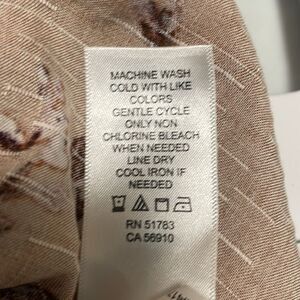 MACHINE WASH
COLD WITH LIKE
COLORS
GENTLE CYCLE
ONLY NON
CHLORINE BLEACH
WHEN NEEDED
LINE DRY
COOL IRON IF
NEEDED
RN 51783
CA 56910